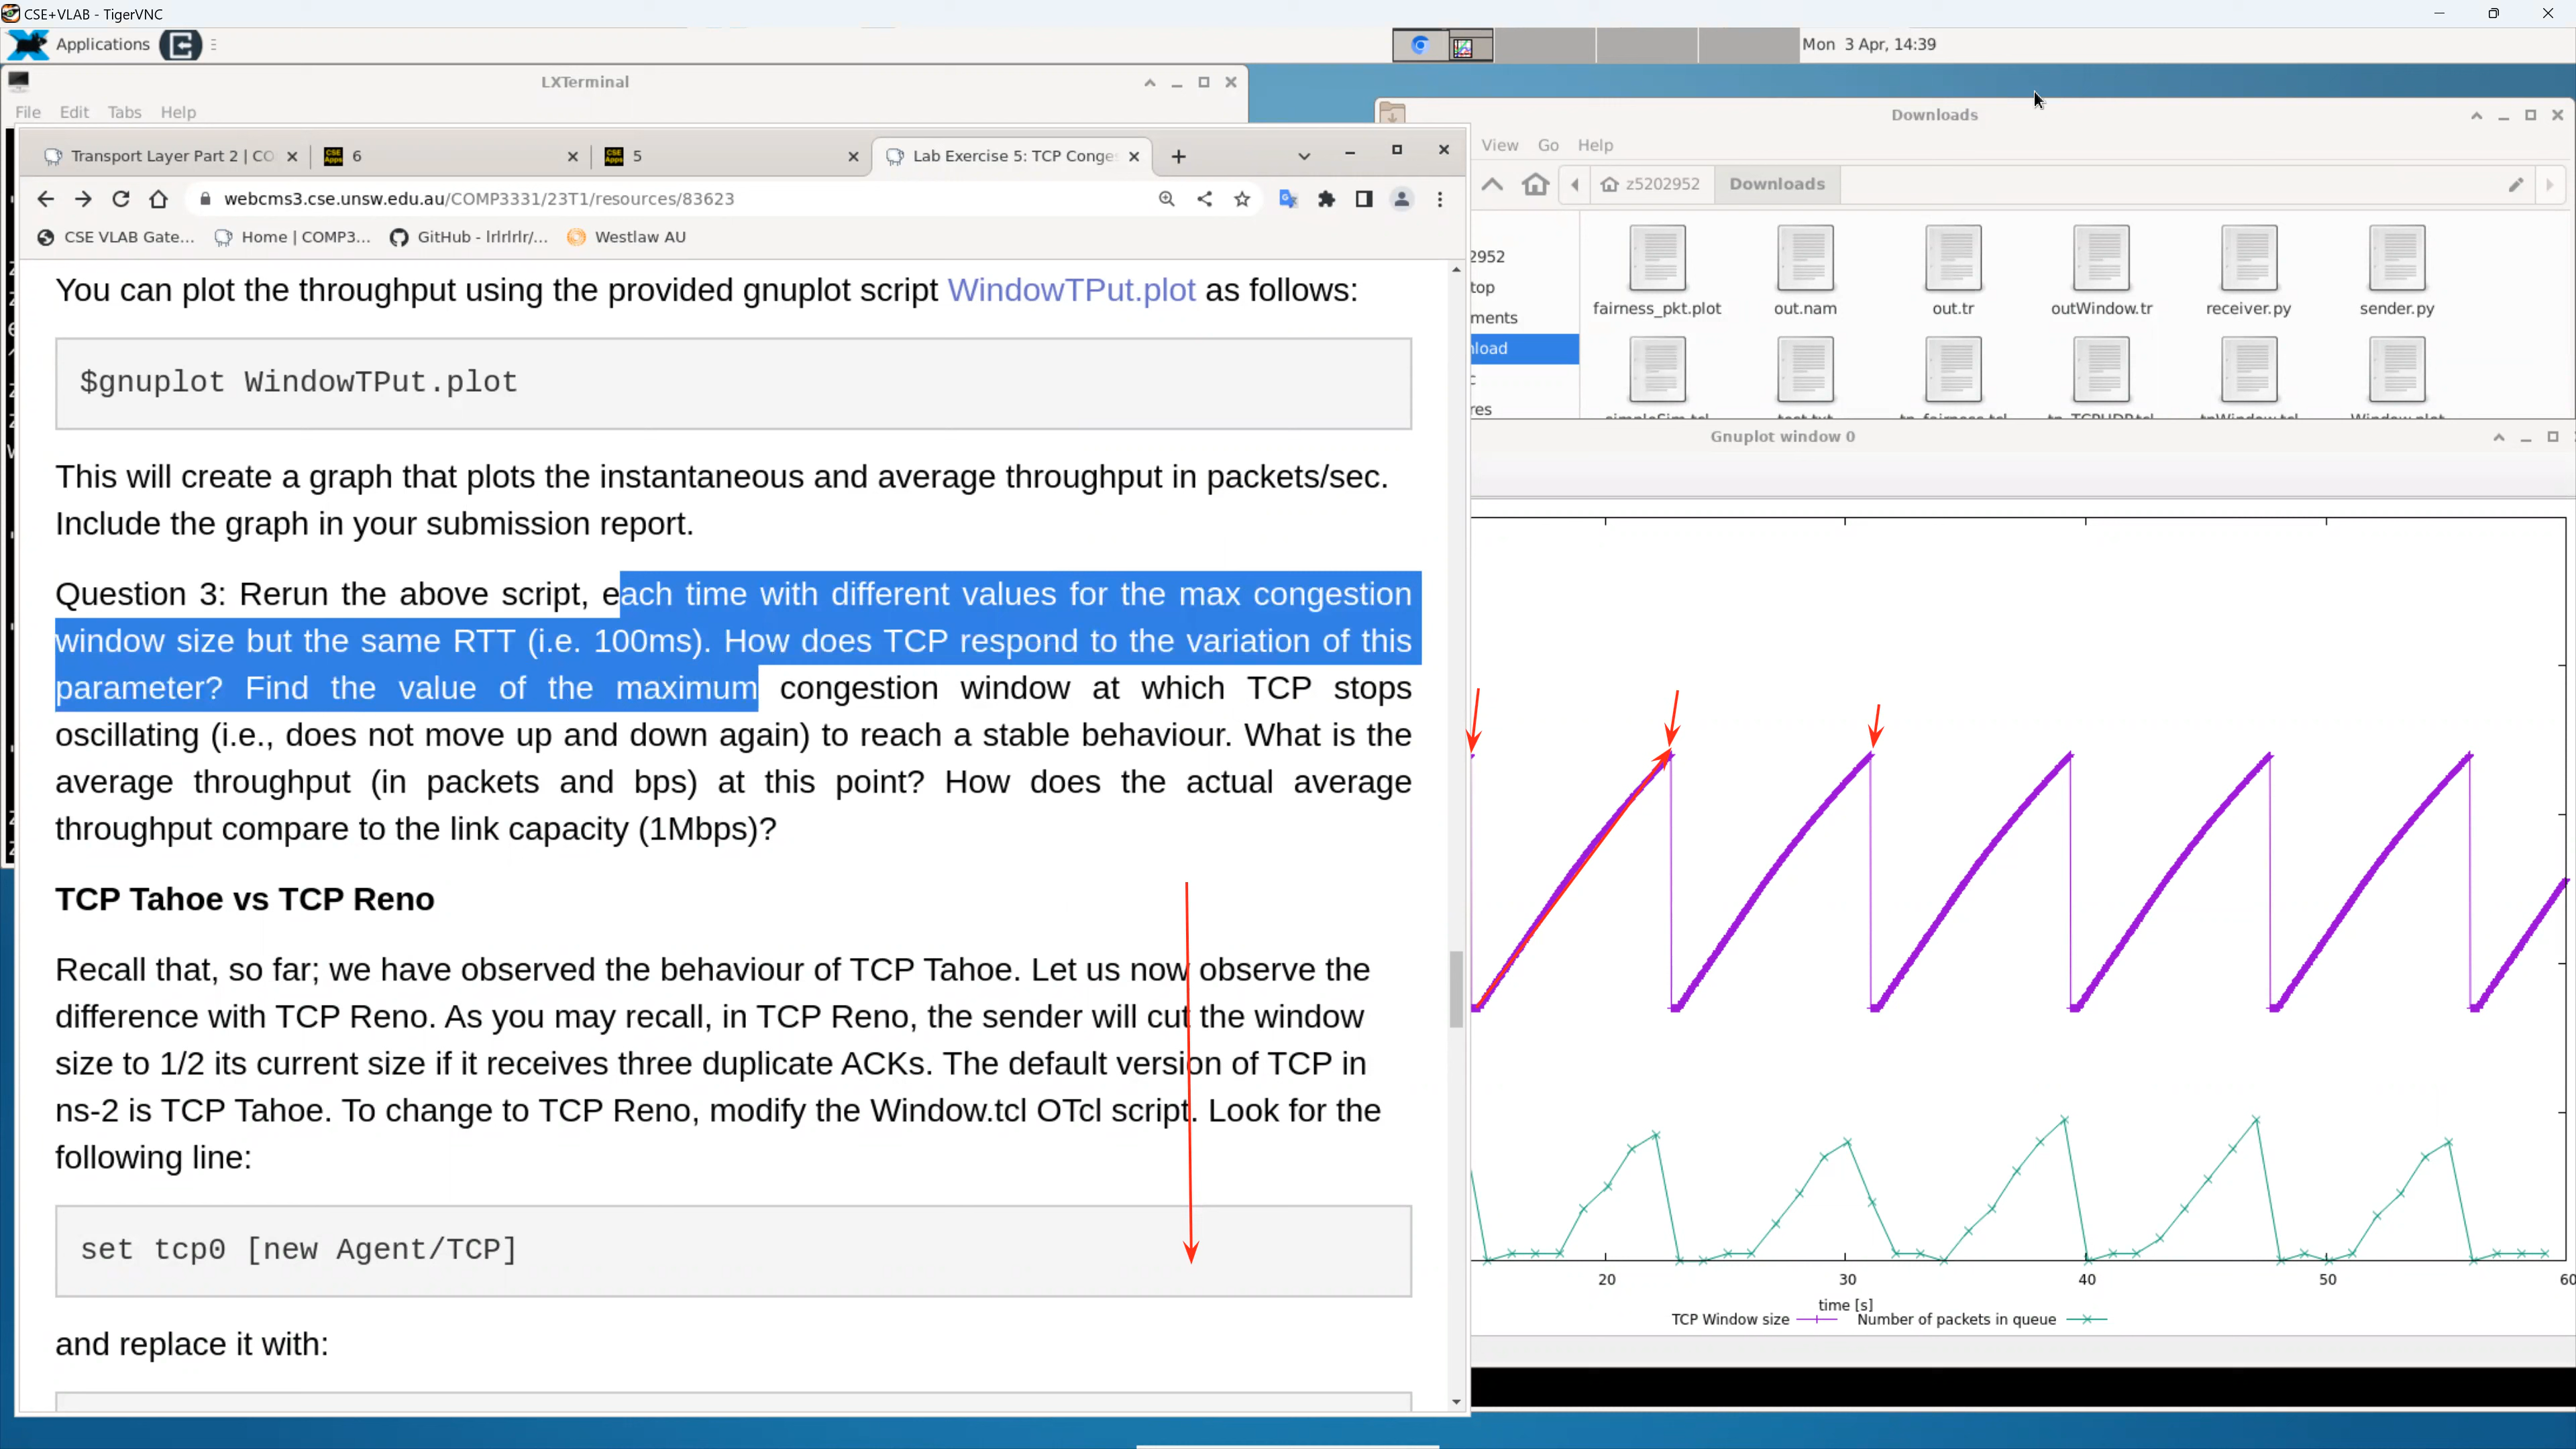 CSE+VLAB - TigerVNC
Applications
Mon 3 Apr, 14:39
LXTerminal
File Edit Tabs Help
Downloads
View Go Help
z5202952 Downloads
Transport Layer Part 2 | CO
6
5
Lab Exercise 5: TCP Conges
webcms3.cse.unsw.edu.au/COMP3331/23T1/resources/83623
CSE VLAB Gate... Home | COMP3... GitHub - lrlrlrlr/... Westlaw AU
2952
top
ments
nload
c
res
fairness_pkt.plot out.nam out.tr outWindow.tr receiver.py sender.py
You can plot the throughput using the provided gnuplot script WindowTPut.plot as follows:
$gnuplot WindowTPut.plot
This will create a graph that plots the instantaneous and average throughput in packets/sec.
Include the graph in your submission report.
Question 3: Rerun the above script, each time with different values for the max congestion
window size but the same RTT (i.e. 100ms). How does TCP respond to the variation of this
parameter? Find the value of the maximum congestion window at which TCP stops
oscillating (i.e., does not move up and down again) to reach a stable behaviour. What is the
average throughput (in packets and bps) at this point? How does the actual average
throughput compare to the link capacity (1Mbps)?
TCP Tahoe vs TCP Reno
Recall that, so far; we have observed the behaviour of TCP Tahoe. Let us now observe the
difference with TCP Reno. As you may recall, in TCP Reno, the sender will cut the window
size to 1/2 its current size if it receives three duplicate ACKs. The default version of TCP in
ns-2 is TCP Tahoe. To change to TCP Reno, modify the Window.tcl OTcl script. Look for the
following line:
set tcp0 [new Agent/TCP]
and replace it with:
Gnuplot window 0
20 30 40 50 60
time [s]
TCP Window size Number of packets in queue